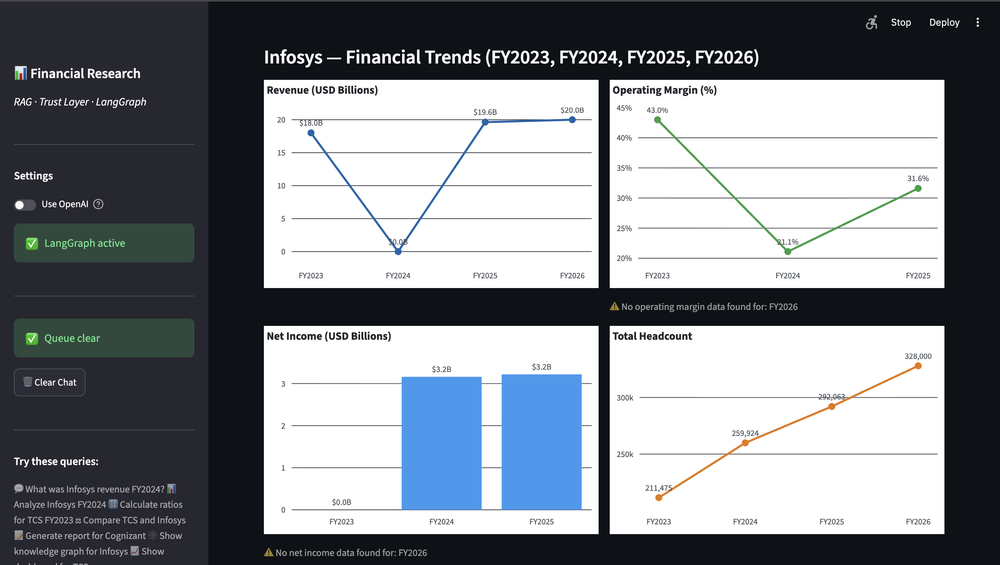 Stop
Deploy
📊 Financial Research
RAG · Trust Layer · LangGraph
Settings
Use OpenAI
✅ LangGraph active
✅ Queue clear
🗑️ Clear Chat
Try these queries:
💬 What was Infosys revenue FY2024? 📊
Analyze Infosys FY2024 🔢 Calculate ratios
for TCS FY2023 ⚖ Compare TCS and Infosys
📝 Generate report for Cognizant 🕸 Show
knowledge graph for Infosys 📈 Show
Infosys — Financial Trends (FY2023, FY2024, FY2025, FY2026)
Revenue (USD Billions)
20
15
10
5
0
$18.0B
$0.0B
$19.6B
$20.0B
FY2023
FY2024
FY2025
FY2026
Operating Margin (%)
45%
40%
35%
30%
25%
20%
43.0%
21.1%
31.6%
FY2023
FY2024
FY2025
⚠️ No operating margin data found for: FY2026
Net Income (USD Billions)
3
2
1
0
$0.0B
$3.2B
$3.2B
FY2023
FY2024
FY2025
⚠️ No net income data found for: FY2026
Total Headcount
300k
250k
211,475
259,924
292,063
328,000
FY2023
FY2024
FY2025
FY2026